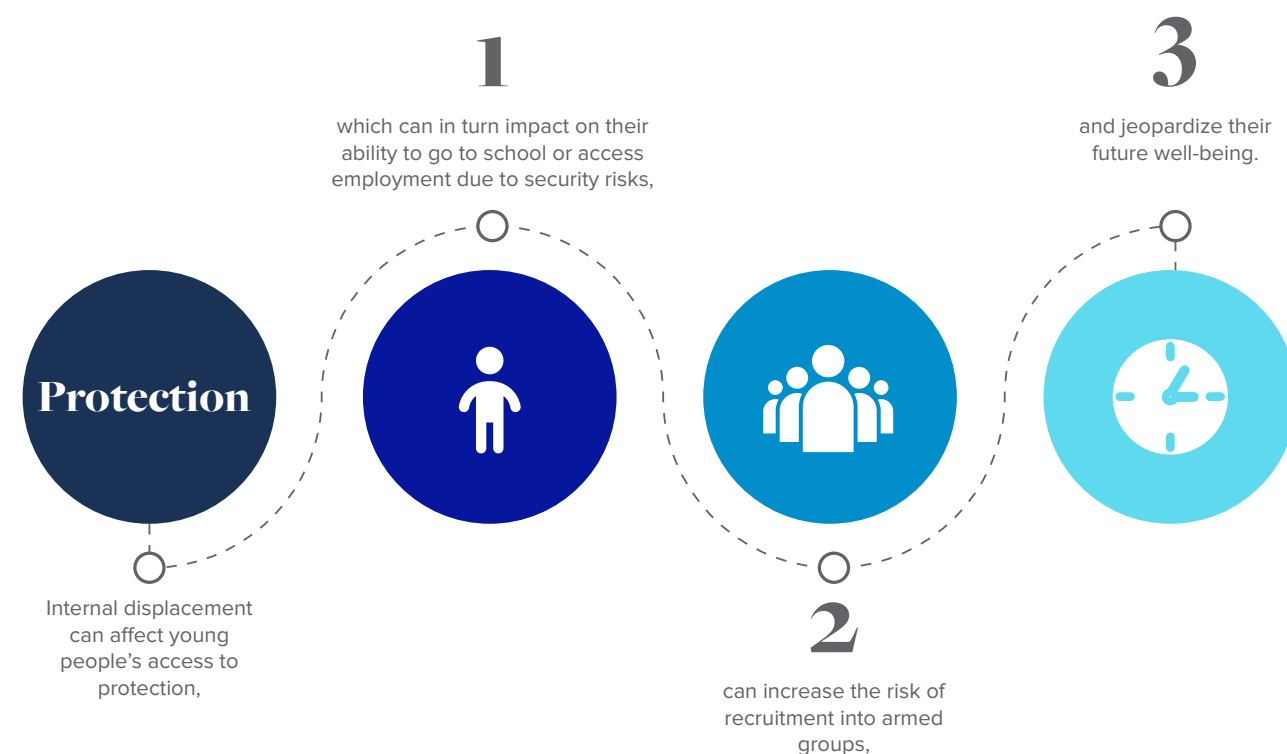 Protection
Internal displacement
can affect young
people’s access to
protection,
1
which can in turn impact on their
ability to go to school or access
employment due to security risks,
2
can increase the risk of
recruitment into armed
groups,
3
and jeopardize their
future well-being.